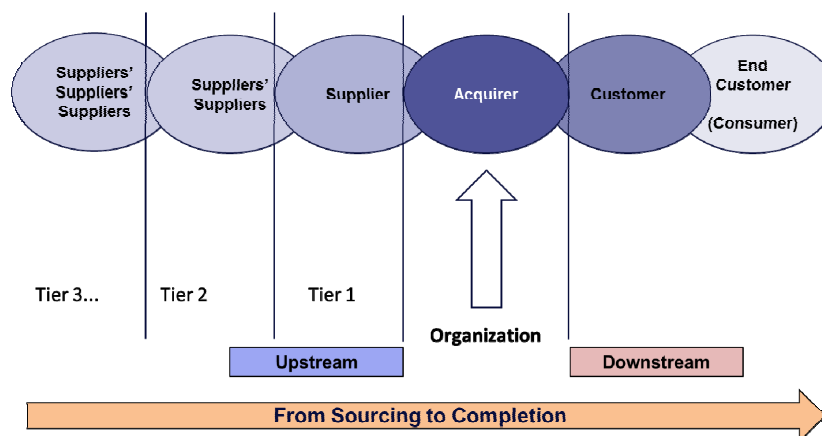 Suppliers'
Suppliers'
Suppliers
Suppliers'
Suppliers
Supplier
Acquirer
Customer
End
Customer
(Consumer)
Tier 3...
Tier 2
Tier 1
Organization
Upstream
Downstream
From Sourcing to Completion